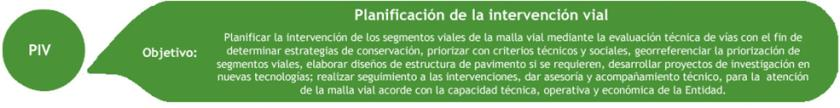 Planificación de la intervención vial
PIV
Objetivo:
Planificar la intervención de los segmentos viales de la malla vial mediante la evaluación técnica de vías con el fin de
determinar estrategias de conservación, priorizar con criterios técnicos y sociales, georreferenciar la priorización de
segmentos viales, elaborar diseños de estructura de pavimento si se requieren, desarrollar proyectos de investigación en
nuevas tecnologías; realizar seguimiento a las intervenciones, dar asesoría y acompañamiento técnico, para la  atención
de la malla vial acorde con la capacidad técnica, operativa y económica de la Entidad.